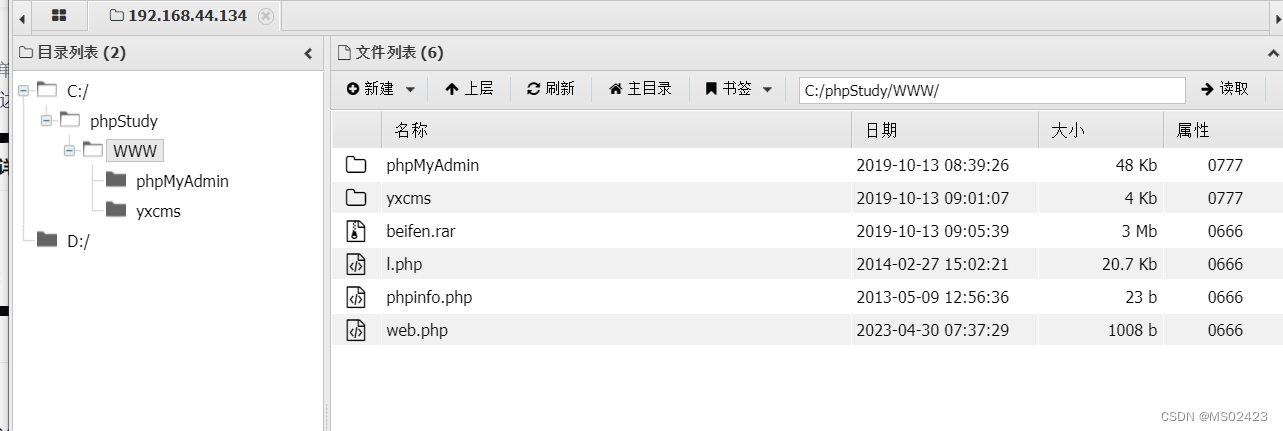 192.168.44.134
目录列表 (2)
文件列表 (6)
新建 上层 刷新 主目录 书签 C:/phpStudy/WWW/ 读取
C:/
phpStudy
WWW
phpMyAdmin
yxcms
D:/
名称 日期 大小 属性
phpMyAdmin 2019-10-13 08:39:26 48 Kb 0777
yxcms 2019-10-13 09:01:07 4 Kb 0777
beifen.rar 2019-10-13 09:05:39 3 Mb 0666
l.php 2014-02-27 15:02:21 20.7 Kb 0666
phpinfo.php 2013-05-09 12:56:36 23 b 0666
web.php 2023-04-30 07:37:29 1008 b 0666
CSDN @MS02423